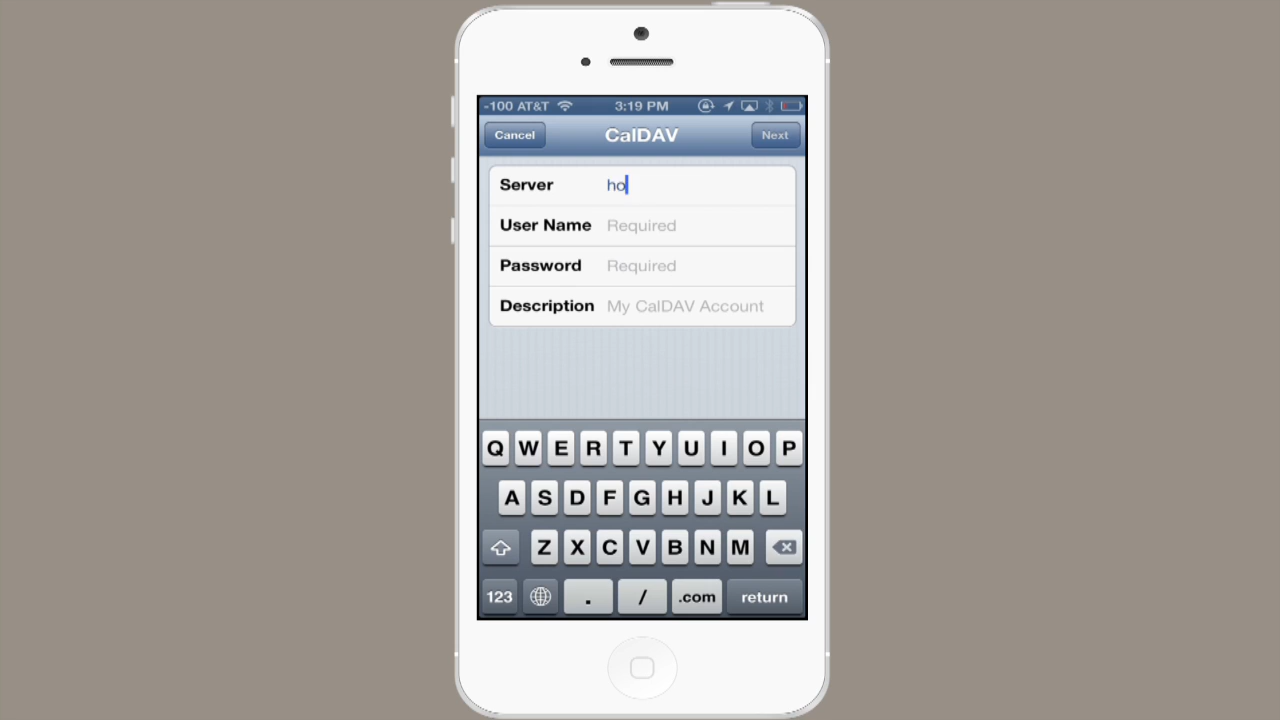 -100 AT&T 3:19 PM
Cancel CalDAV Next
Server ho
User Name Required
Password Required
Description My CalDAV Account
Q W E R T Y U I O P
A S D F G H J K L
Z X C V B N M
123 . / .com return